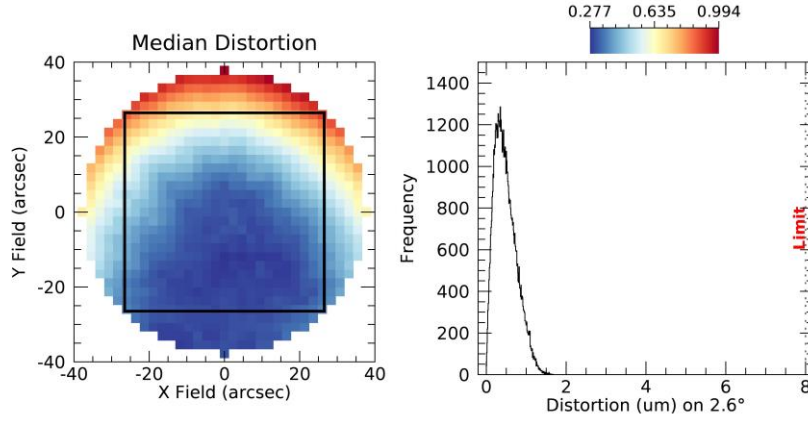 0.277 0.635 0.994
Median Distortion
40
20
0
-20
-40
-40 -20 0 20 40
X Field (arcsec)
Y Field (arcsec)
1400
1200
1000
800
600
400
200
0
0 2 4 6 8
Distortion (um) on 2.6°
Frequency
Limit